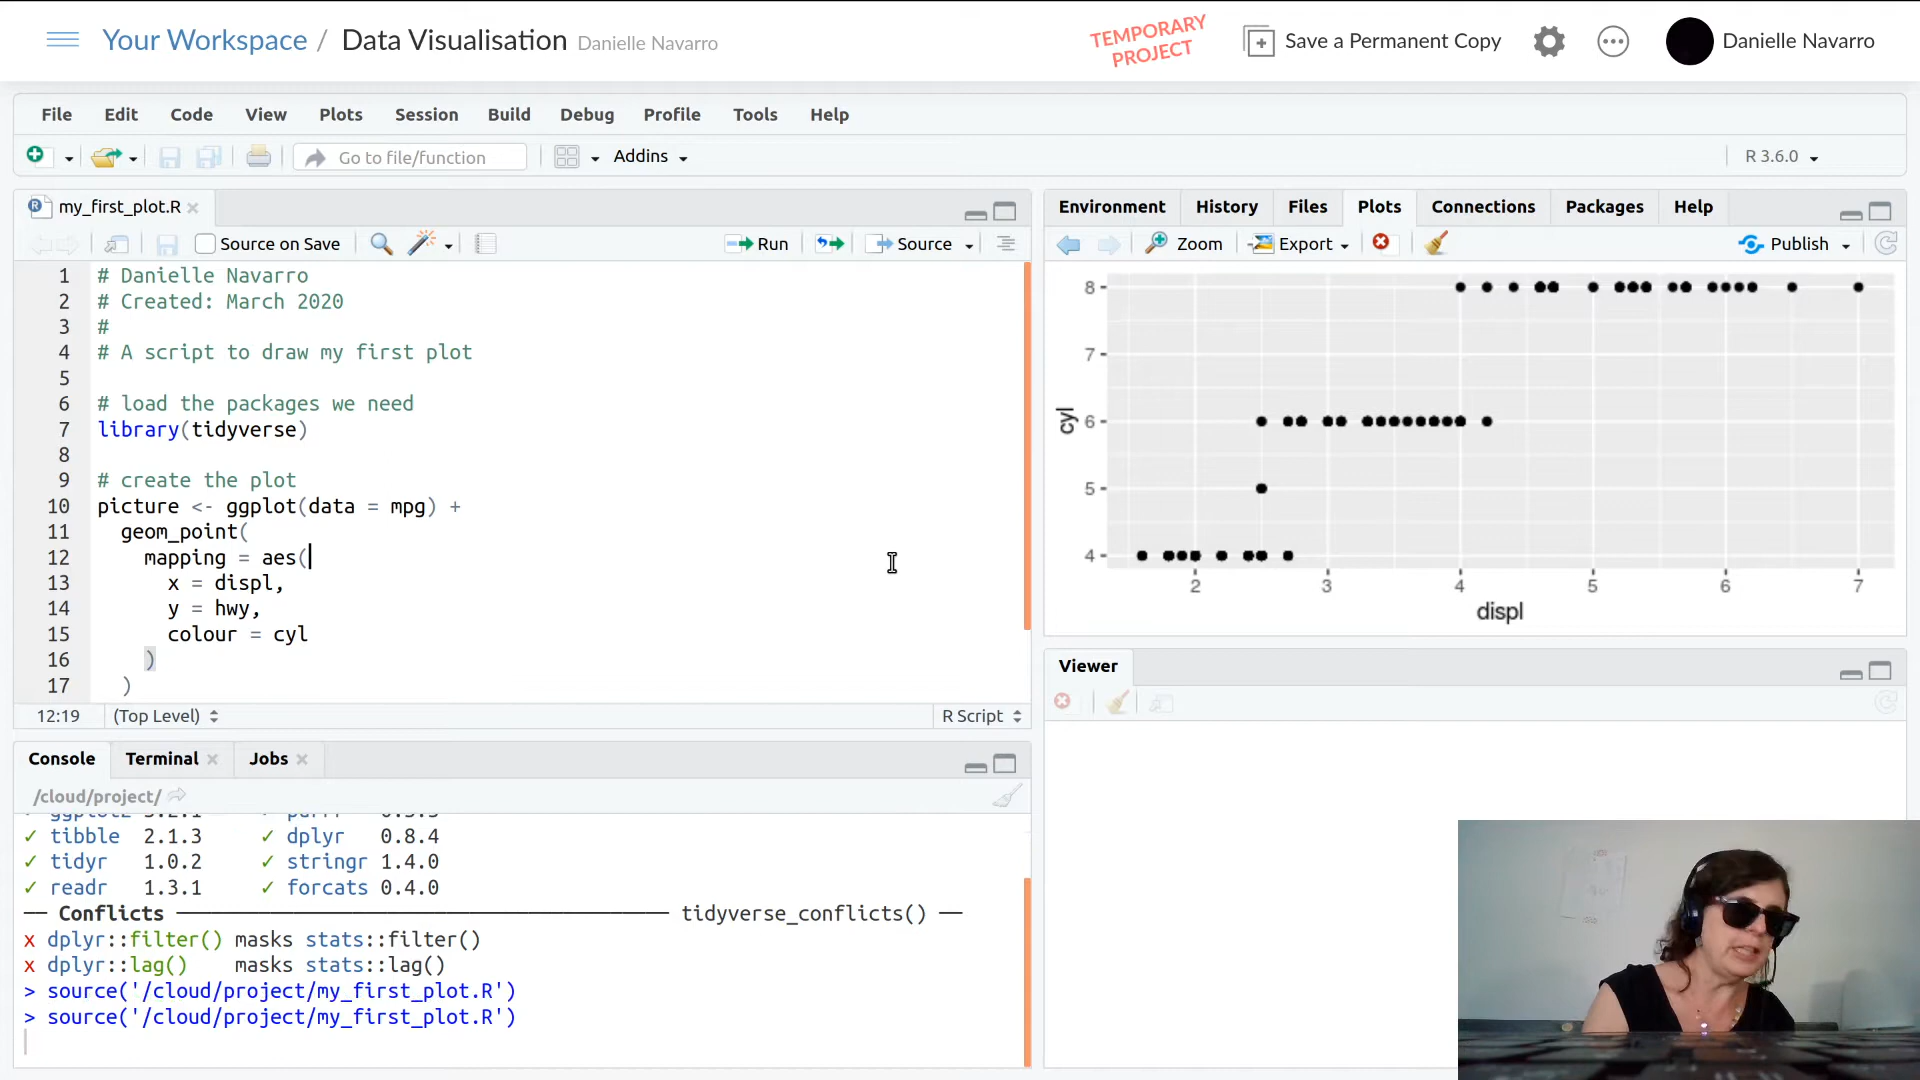 Your Workspace / Data Visualisation Danielle Navarro
TEMPORARY
PROJECT
Save a Permanent Copy
Danielle Navarro
File Edit Code View Plots Session Build Debug Profile Tools Help
Go to file/function
Addins
R 3.6.0
my_first_plot.R
Source on Save
Run
Source
1 # Danielle Navarro
2 # Created: March 2020
3 #
4 # A script to draw my first plot
5
6 # load the packages we need
7 library(tidyverse)
8
9 # create the plot
10 picture <- ggplot(data = mpg) +
11 geom_point(
12 mapping = aes(
13 x = displ,
14 y = hwy,
15 colour = cyl
16 )
17 )
12:19 (Top Level) R Script
Console Terminal Jobs
/cloud/project/
✓ tibble 2.1.3 ✓ dplyr 0.8.4
✓ tidyr 1.0.2 ✓ stringr 1.4.0
✓ readr 1.3.1 ✓ forcats 0.4.0
── Conflicts ── tidyverse_conflicts() ──
x dplyr::filter() masks stats::filter()
x dplyr::lag() masks stats::lag()
> source('/cloud/project/my_first_plot.R')
> source('/cloud/project/my_first_plot.R')
Environment History Files Plots Connections Packages Help
Zoom Export Publish
8
7
6
5
4
cyl
2 3 4 5 6 7
displ
Viewer